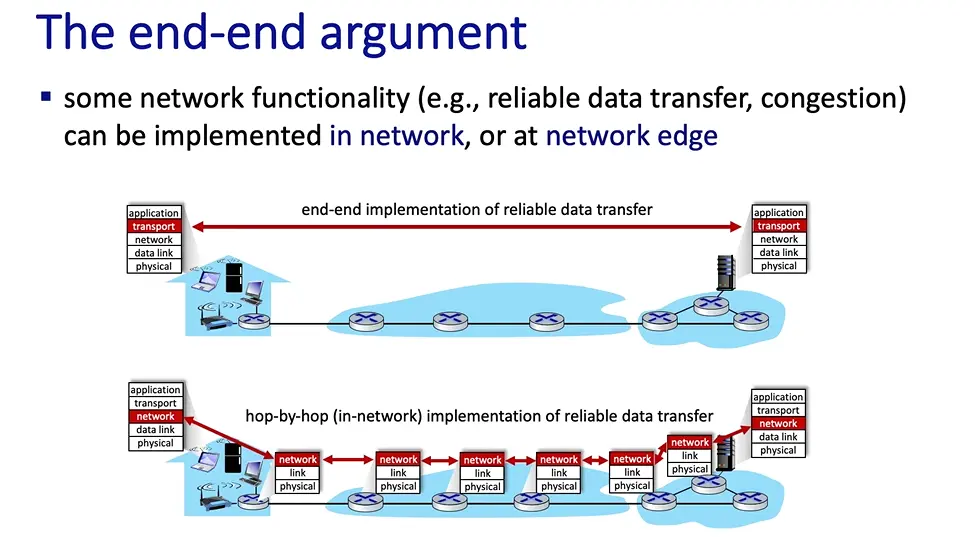 The end-end argument
▪ some network functionality (e.g., reliable data transfer, congestion)
can be implemented in network, or at network edge
end-end implementation of reliable data transfer
application
transport
network
data link
physical
application
transport
network
data link
physical
hop-by-hop (in-network) implementation of reliable data transfer
application
transport
network
data link
physical
network
link
physical
network
link
physical
network
link
physical
network
link
physical
network
link
physical
network
link
physical
application
transport
network
data link
physical